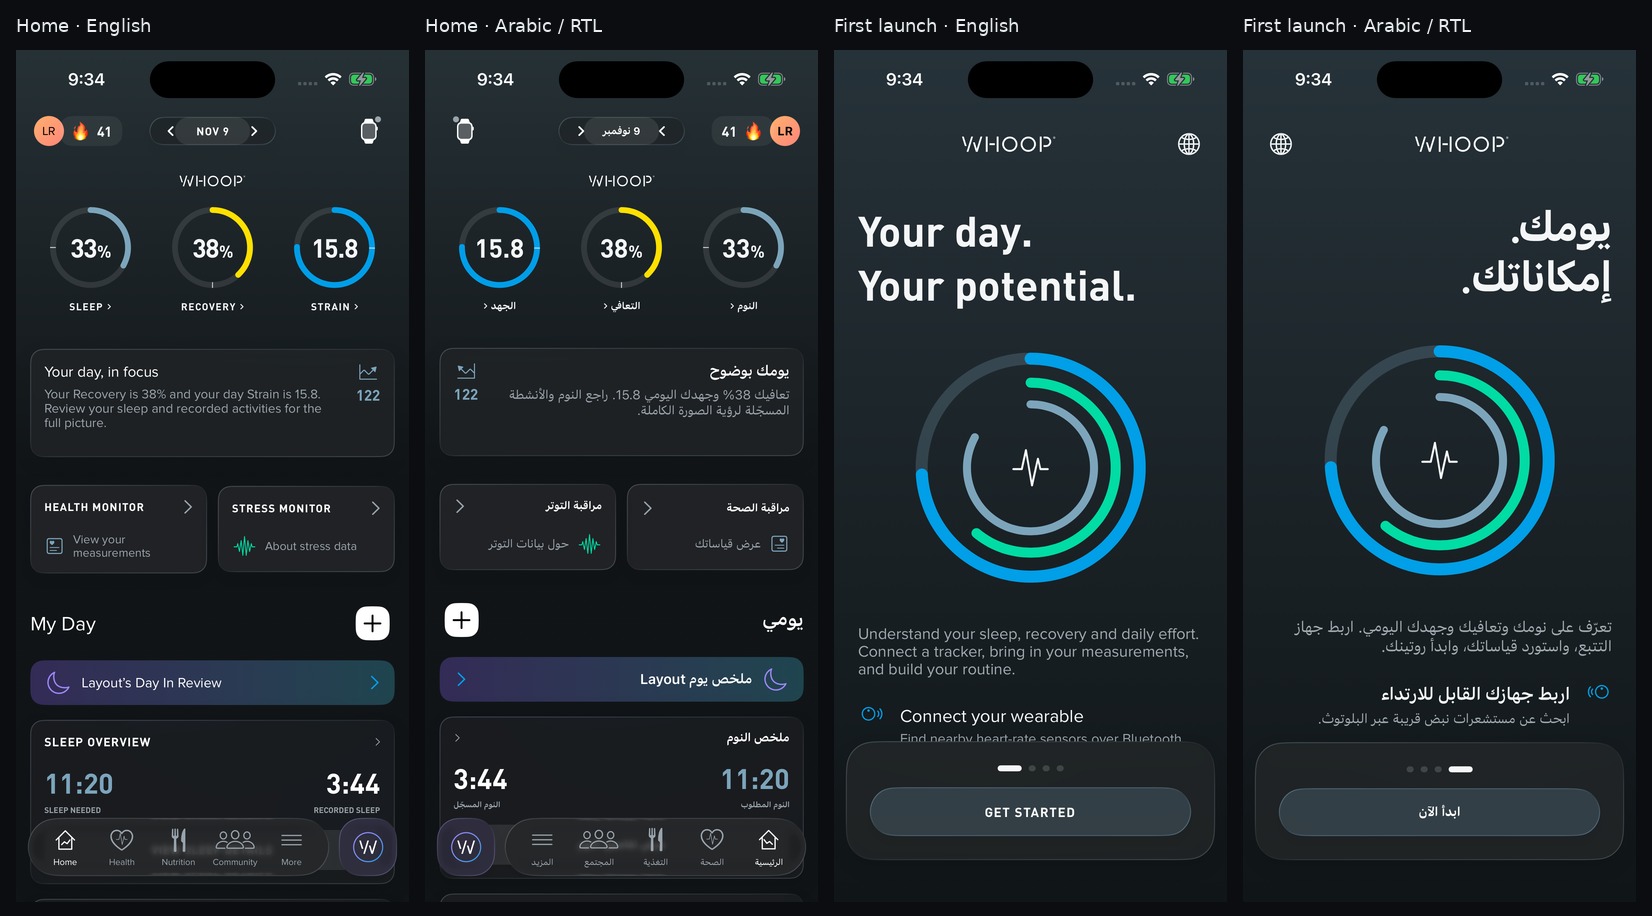 Home · English
9:34
LR 🔥 41
NOV 9
WHOOP
33%
38%
15.8
SLEEP
RECOVERY
STRAIN
Your day, in focus
122
Your Recovery is 38% and your day Strain is 15.8.
Review your sleep and recorded activities for the
full picture.
HEALTH MONITOR
View your
measurements
STRESS MONITOR
About stress data
My Day
Layout's Day In Review
SLEEP OVERVIEW
11:20
3:44
SLEEP NEEDED
RECORDED SLEEP
Home
Health
Nutrition
Community
More
W
Home · Arabic / RTL
9:34
LR 🔥 41
9 نوفمبر
WHOOP
33%
38%
15.8
النوم
التعافي
الجهد
يومك بوضوح
122
تعافيك 38% وجهدك اليومي 15.8. راجع النوم والأنشطة
المسجّلة لرؤية الصورة الكاملة.
مراقبة الصحة
عرض قياساتك
مراقبة التوتر
حول بيانات التوتر
يومي
ملخص يوم Layout
ملخص النوم
11:20
3:44
النوم المطلوب
النوم المسجّل
الرئيسية
الصحة
التغذية
المجتمع
المزيد
W
First launch · English
9:34
WHOOP
Your day.
Your potential.
Understand your sleep, recovery and daily effort.
Connect a tracker, bring in your measurements,
and build your routine.
Connect your wearable
Find nearby heart-rate sensors over Bluetooth.
GET STARTED
First launch · Arabic / RTL
9:34
WHOOP
يومك.
إمكاناتك.
تعرّف على نومك وتعافيك وجهدك اليومي. اربط جهاز
التتبع، واستورد قياساتك، وابدأ روتينك.
اربط جهازك القابل للارتداء
ابحث عن مستشعرات نبض قريبة عبر البلوتوث.
ابدأ الآن